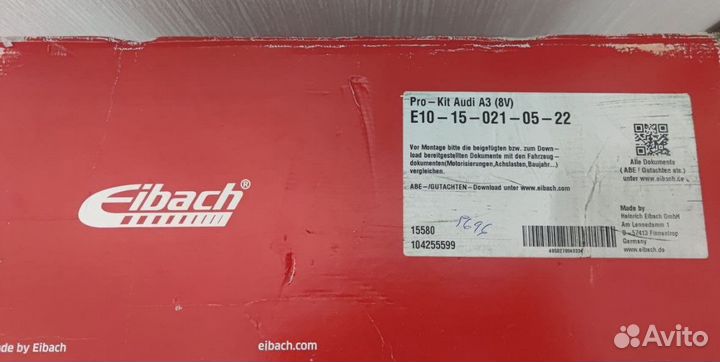 Eibach®
ade by Eibach
eibach.com
Pro-Kit Audi A3 (8V)
E10-15-021-05-22
Vor Montage bitte die beigefügten bzw. zum Down-
load bereitgestellten Dokumente mit den Fahrzeug-
dokumenten(Motorisierungen,Achslasten,Baujahr...)
vergleichen.
ABE-/GUTACHTEN-Download unter www.eibach.com
15580
104255599
Alle Dokumente
( ABE / Gutachten etc.)
unter www.eibach.de
Made by
Heinrich Eibach GmbH
Am Lennedamm 1
D-57413 Finnentrop
Germany
www.eibach.de
Avito